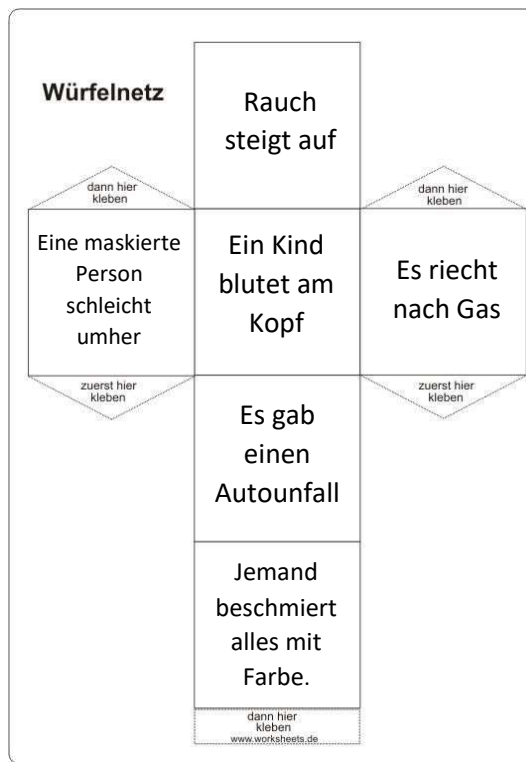 Würfelnetz
Rauch
steigt auf
dann hier
kleben
dann hier
kleben
Eine maskierte
Person
schleicht
umher
Ein Kind
blutet am
Kopf
Es riecht
nach Gas
zuerst hier
kleben
zuerst hier
kleben
Es gab
einen
Autounfall
Jemand
beschmiert
alles mit
Farbe.
dann hier
kleben
www.worksheets.de